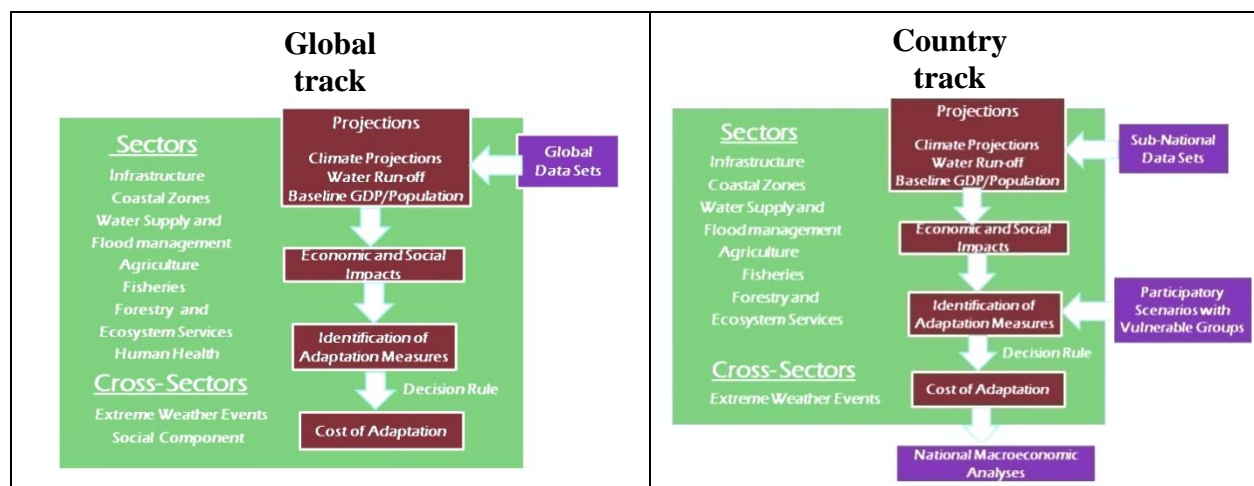 Global
track
Sectors
Infrastructure
Coastal Zones
Water Supply and
Flood management
Agriculture
Fisheries
Forestry and
Ecosystem Services
Human Health
Cross-Sectors
Extreme Weather Events
Social Component
Projections
Climate Projections
Water Run-off
Baseline GDP/Population
Global
Data Sets
Economic and Social
Impacts
Identification of
Adaptation Measures
Decision Rule
Cost of Adaptation
Country
track
Sectors
Infrastructure
Coastal Zones
Water Supply and
Flood management
Agriculture
Fisheries
Forestry and
Ecosystem Services
Cross-Sectors
Extreme Weather Events
Projections
Climate Projections
Water Run-off
Baseline GDP/Population
Sub-National
Data Sets
Economic and Social
Impacts
Identification of
Adaptation Measures
Participatory
Scenarios with
Vulnerable Groups
Decision Rule
Cost of Adaptation
National Macroeconomic
Analyses